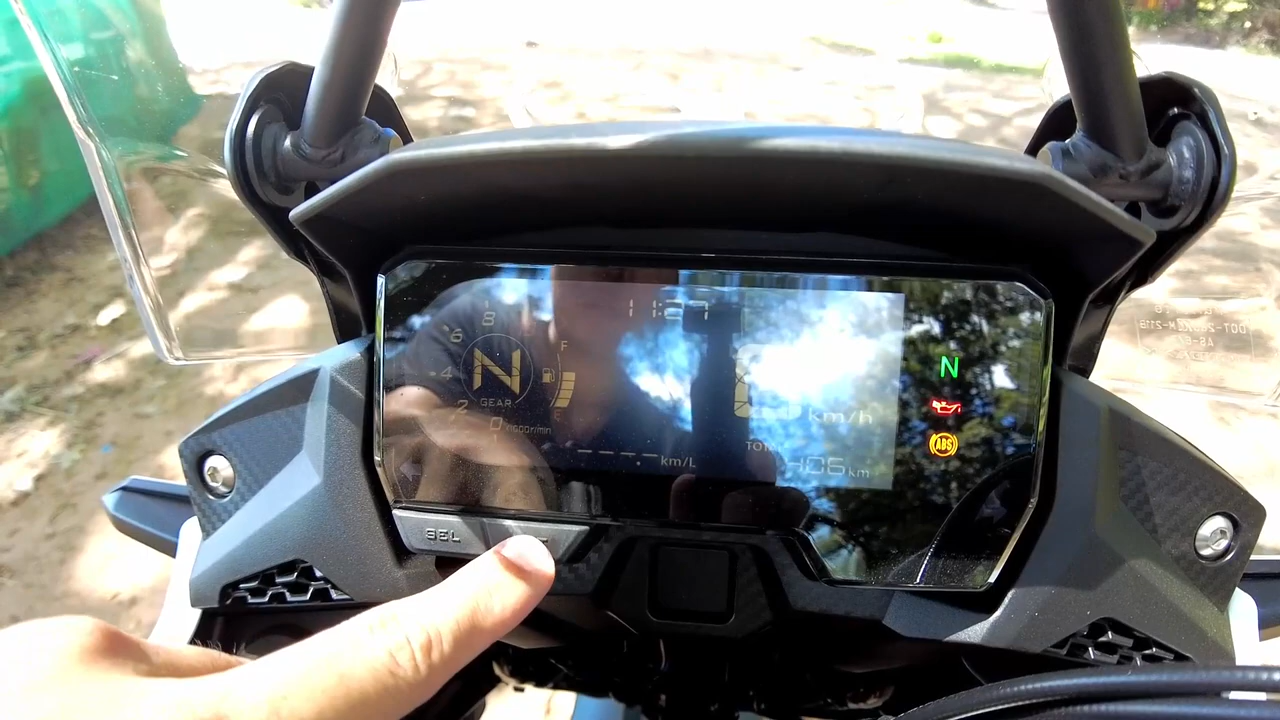 11:27
8
6
4
2
N
GEAR
0
x1000r/min
F
E
km/h
TOTAL
406 km
----.- km/L
N
ABS
SEL